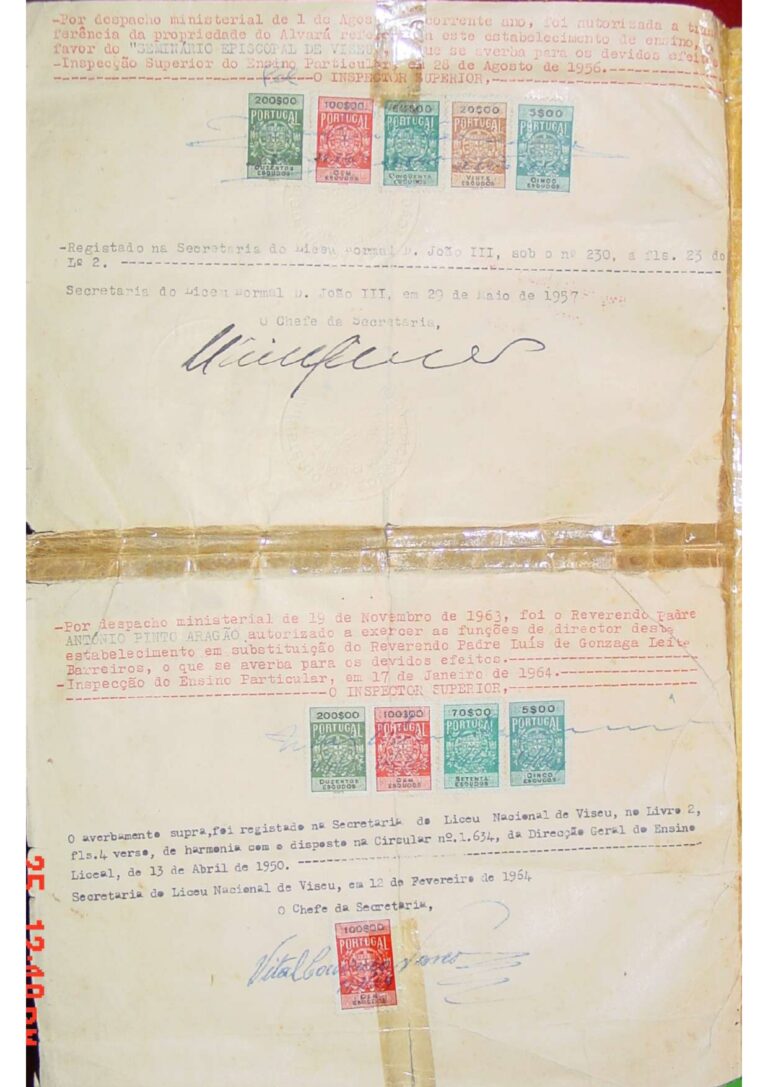 -Por despacho ministerial de 1 de Agos corrente ano, foi autorizada a
ferência da propriedade do Alvará a este estabelecimento de ensino,
favor do "SEMINÁRIO EPISCOPAL DE VISEU", que se averba para os devidos efeit
-Inspecção Superior do Ensino Particular, em 28 de Agosto de 1956.
O INSPECTOR SUPERIOR,
200$00 100$00 50$00 20$00 5$00
PORTUGAL PORTUGAL PORTUGAL PORTUGAL PORTUGAL
DUZENTOS ESCUDOS CEM ESCUDOS CINQUENTA ESCUDOS VINTE ESCUDOS CINCO ESCUDOS
-Registado na Secretaria do Liceu Normal D. João III, sob o nº 230, a fls. 23 do
Lº 2.
Secretaria do Liceu Normal D. João III, em 29 de Maio de 1957
O Chefe da Secretaria,
-Por despacho ministerial de 19 de Novembro de 1963, foi o Reverendo Padre
ANTÓNIO PINTO ARAGÃO autorizado a exercer as funções de director deste
estabelecimento em substituição do Reverendo Padre Luís de Gonzaga Leite
Barreiros, o que se averba para os devidos efeitos.
-Inspecção do Ensino Particular, em 17 de Janeiro de 1964.
O INSPECTOR SUPERIOR,
200$00 100$00 70$00 5$00
PORTUGAL PORTUGAL PORTUGAL PORTUGAL
DUZENTOS ESCUDOS CEM ESCUDOS SETENTA ESCUDOS CINCO ESCUDOS
O averbamento supra,foi registado na Secretaria do Liceu Nacional de Viseu, no Livro 2,
fls.4 verso, de harmonia com o disposto na Circular nº.1.634, da Direcção Geral do Ensino
Liceal, de 13 de Abril de 1950.
Secretaria do Liceu Nacional de Viseu, em 12 de Fevereiro de 1964
O Chefe da Secretaria,
100$00
PORTUGAL
CEM ESCUDOS
Vital